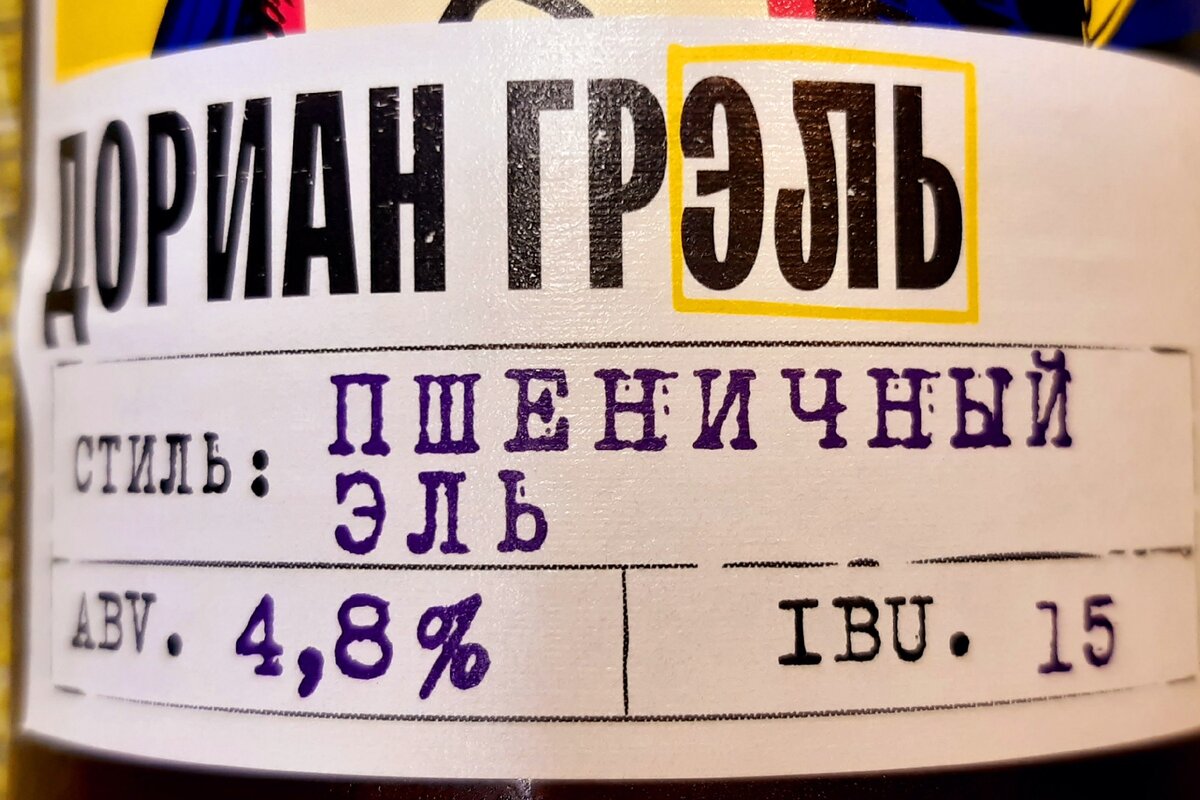 ДОРИАН ГРЭЛЬ
СТИЛЬ: ПШЕНИЧНЫЙ
ЭЛЬ
ABV. 4,8% IBU. 15